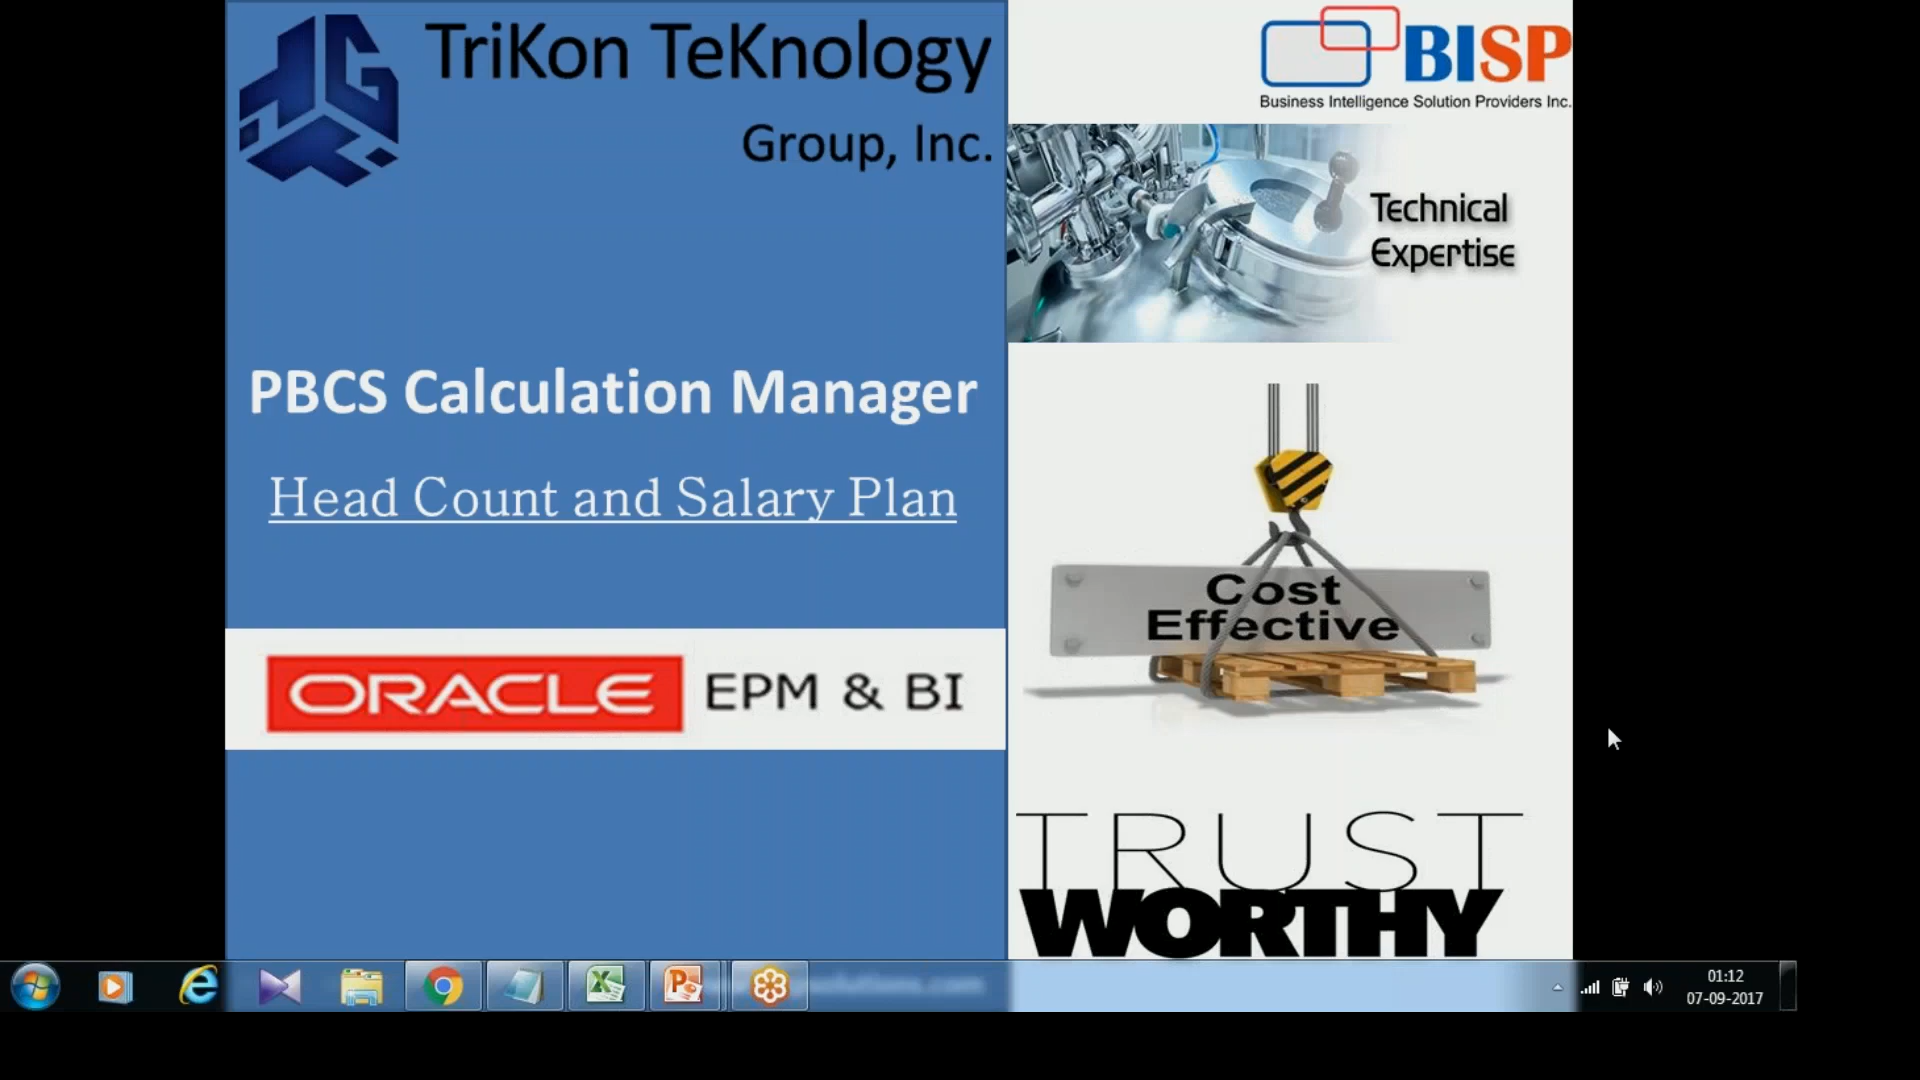 TriKon TeKnology
Group, Inc.
PBCS Calculation Manager
Head Count and Salary Plan
ORACLE EPM & BI
BISP
Business Intelligence Solution Providers Inc.
Technical
Expertise
Cost
Effective
TRUST
WORTHY
01:12
07-09-2017